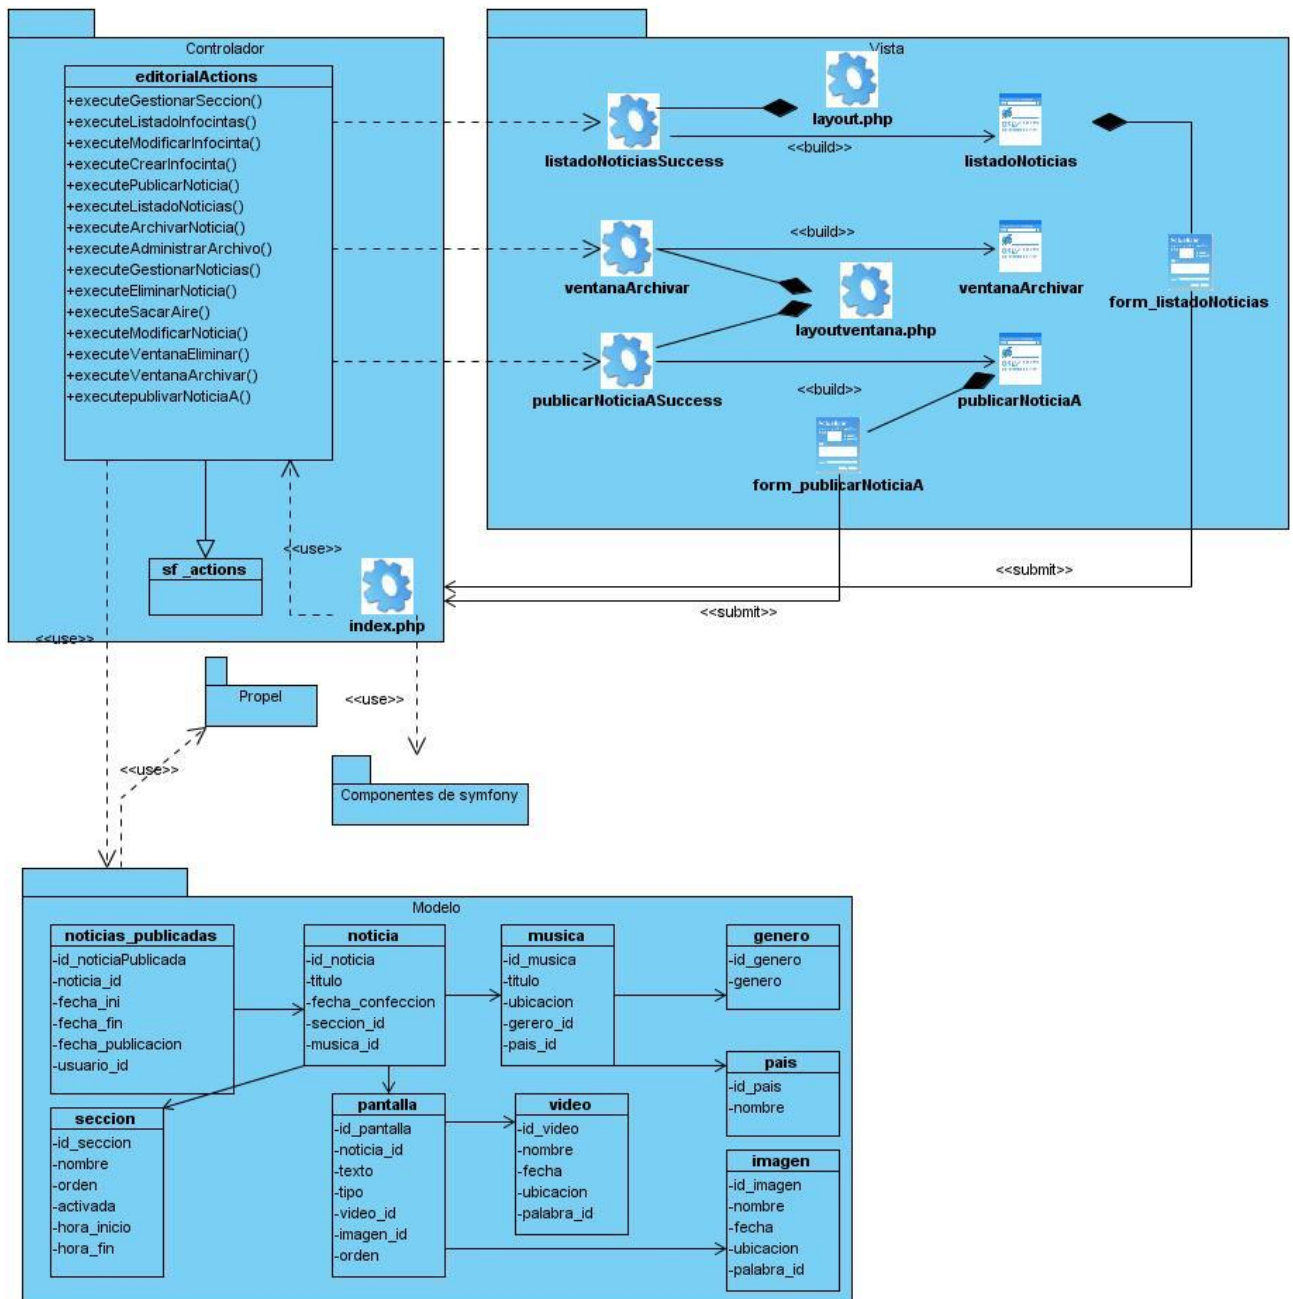 Controlador
editorialActions
+executeGestionarSeccion()
+executeListadoInfocintas()
+executeModificarInfocinta()
+executeCrearInfocinta()
+executePublicarNoticia()
+executeListadoNoticias()
+executeArchivarNoticia()
+executeAdministrarArchivo()
+executeGestionarNoticias()
+executeEliminarNoticia()
+executeSacarAire()
+executeModificarNoticia()
+executeVentanaEliminar()
+executeVentanaArchivar()
+executepublivarNoticiaA()
sf _actions
<<use>>
index.php
<<use>>
Vista
layout.php
listadoNoticiasSuccess
<<build>>
listadoNoticias
<<build>>
ventanaArchivar
ventanaArchivar
form_listadoNoticias
layoutventana.php
publicarNoticiaASuccess
<<build>>
publicarNoticiaA
form_publicarNoticiaA
<<submit>>
<<submit>>
Propel
<<use>>
<<use>>
Componentes de symfony
Modelo
noticias_publicadas
-id_noticiaPublicada
-noticia_id
-fecha_ini
-fecha_fin
-fecha_publicacion
-usuario_id
noticia
-id_noticia
-titulo
-fecha_confeccion
-seccion_id
-musica_id
musica
-id_musica
-titulo
-ubicacion
-gerero_id
-pais_id
genero
-id_genero
-genero
pais
-id_pais
-nombre
seccion
-id_seccion
-nombre
-orden
-activada
-hora_inicio
-hora_fin
pantalla
-id_pantalla
-noticia_id
-texto
-tipo
-video_id
-imagen_id
-orden
video
-id_video
-nombre
-fecha
-ubicacion
-palabra_id
imagen
-id_imagen
-nombre
-fecha
-ubicacion
-palabra_id